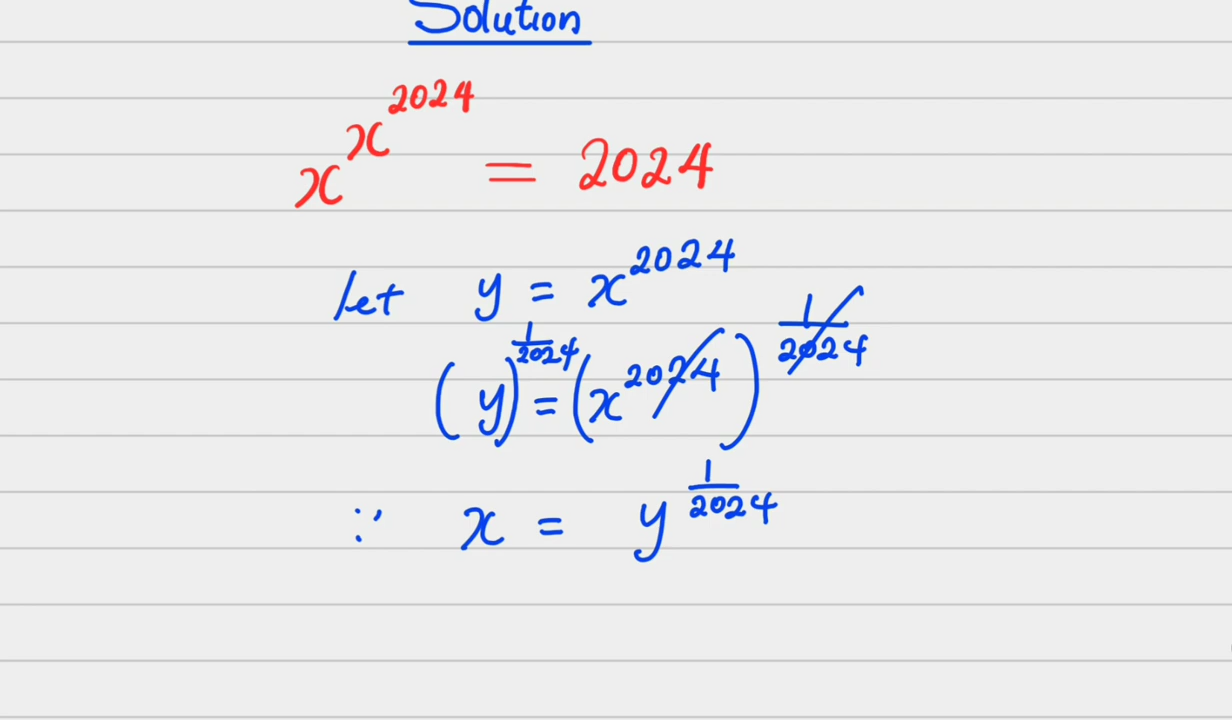 Solution
x^x^2024 = 2024
Let y = x^2024
(y)^1/2024 = (x^2024)^1/2024
∵ x = y^1/2024